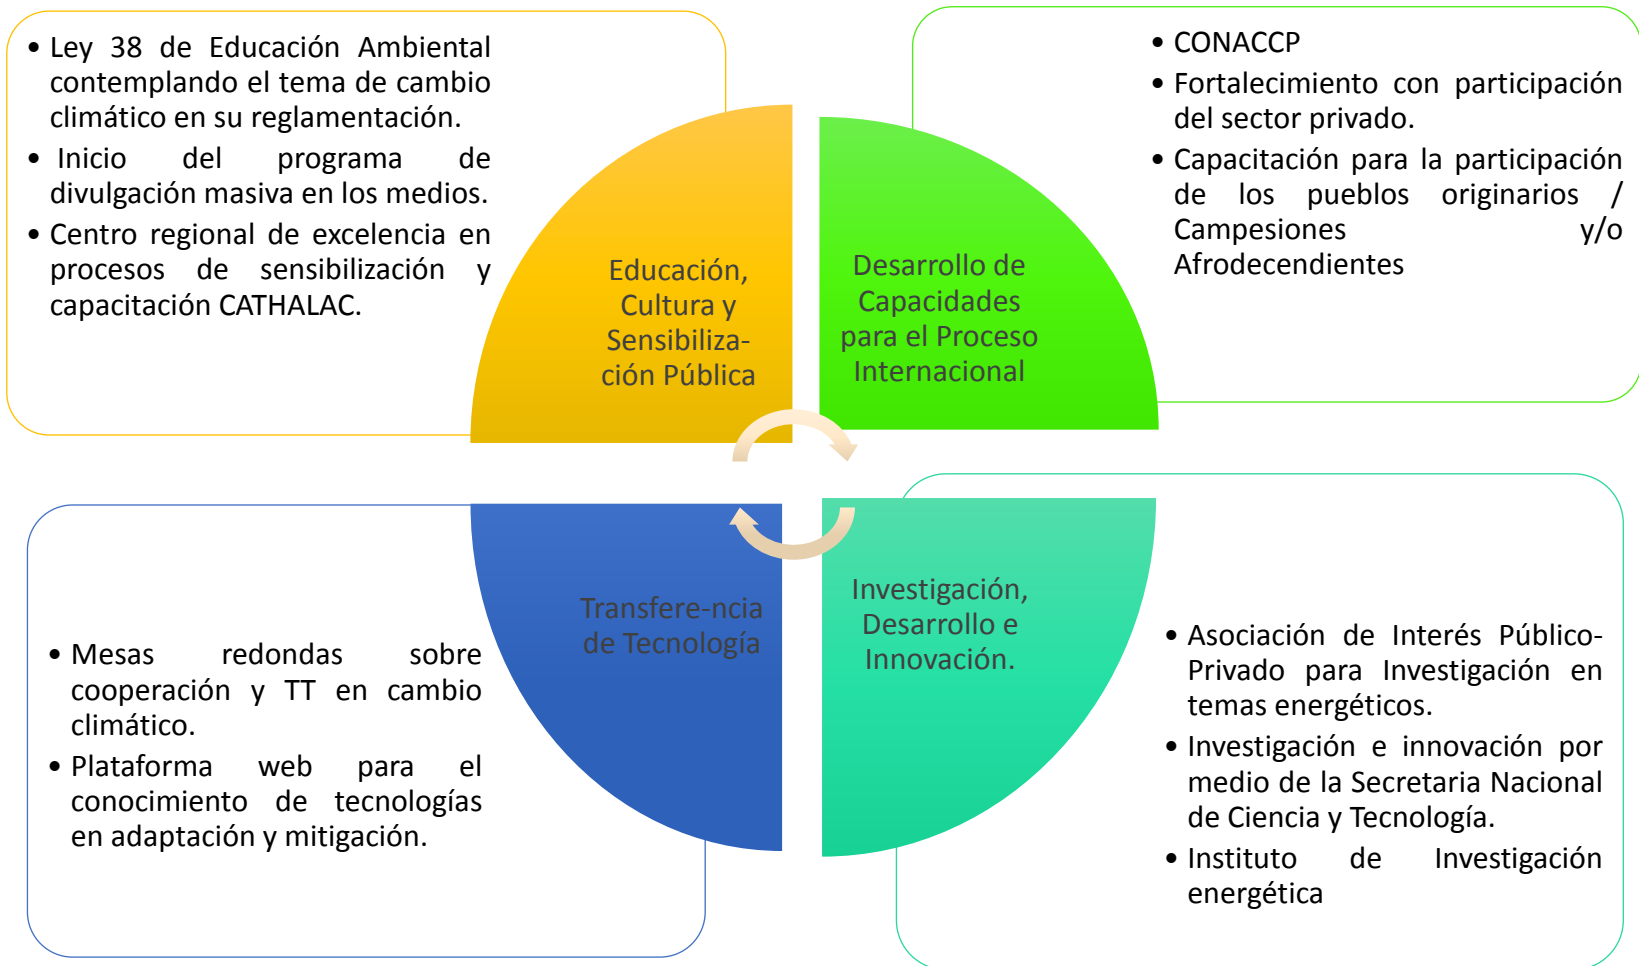 • Ley 38 de Educación Ambiental
contemplando el tema de cambio
climático en su reglamentación.
• Inicio del programa de
divulgación masiva en los medios.
• Centro regional de excelencia en
procesos de sensibilización y
capacitación CATHALAC.
Educación,
Cultura y
Sensibiliza-
ción Pública
• CONACCP
• Fortalecimiento con participación
del sector privado.
• Capacitación para la participación
de los pueblos originarios /
Campesiones y/o
Afrodecendientes
Desarrollo de
Capacidades
para el Proceso
Internacional
• Mesas redondas sobre
cooperación y TT en cambio
climático.
• Plataforma web para el
conocimiento de tecnologías
en adaptación y mitigación.
Transfere-ncia
de Tecnología
Investigación,
Desarrollo e
Innovación.
• Asociación de Interés Público-
Privado para Investigación en
temas energéticos.
• Investigación e innovación por
medio de la Secretaria Nacional
de Ciencia y Tecnología.
• Instituto de Investigación
energética